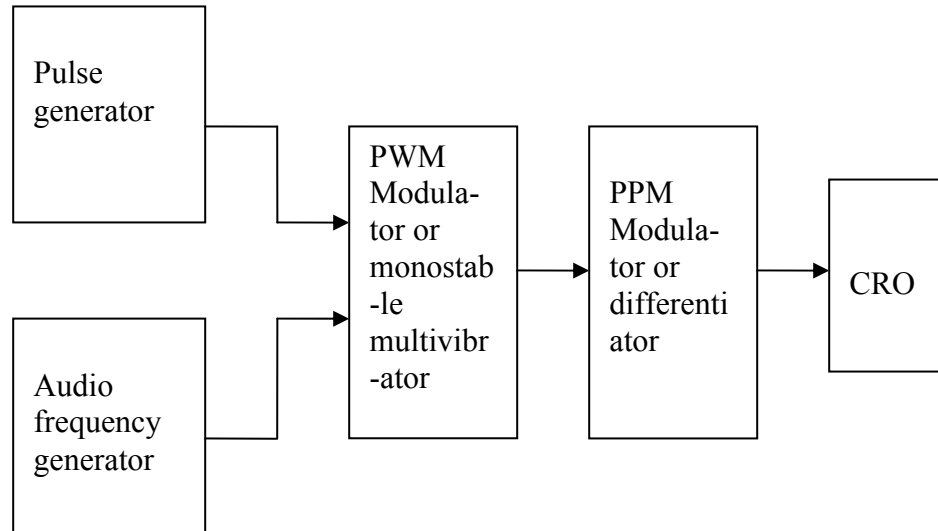 Pulse
generator
PWM
Modula-
tor or
monostab
-le
multivibr
-ator
PPM
Modula-
tor or
differenti
ator
CRO
Audio
frequency
generator